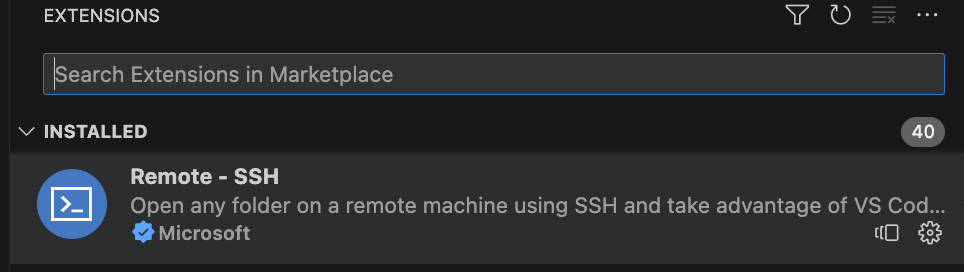 EXTENSIONS
Search Extensions in Marketplace
INSTALLED 40
Remote - SSH
Open any folder on a remote machine using SSH and take advantage of VS Cod...
Microsoft